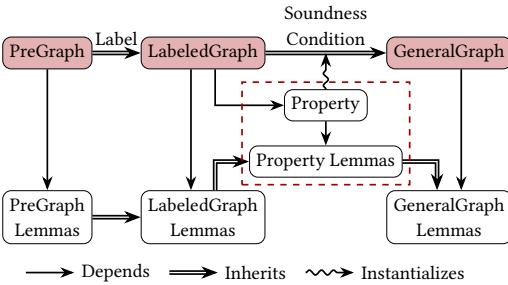 Soundness
Condition
PreGraph
Label
LabeledGraph
GeneralGraph
Property
Property Lemmas
PreGraph
Lemmas
LabeledGraph
Lemmas
GeneralGraph
Lemmas
Depends
Inherits
Instantializes